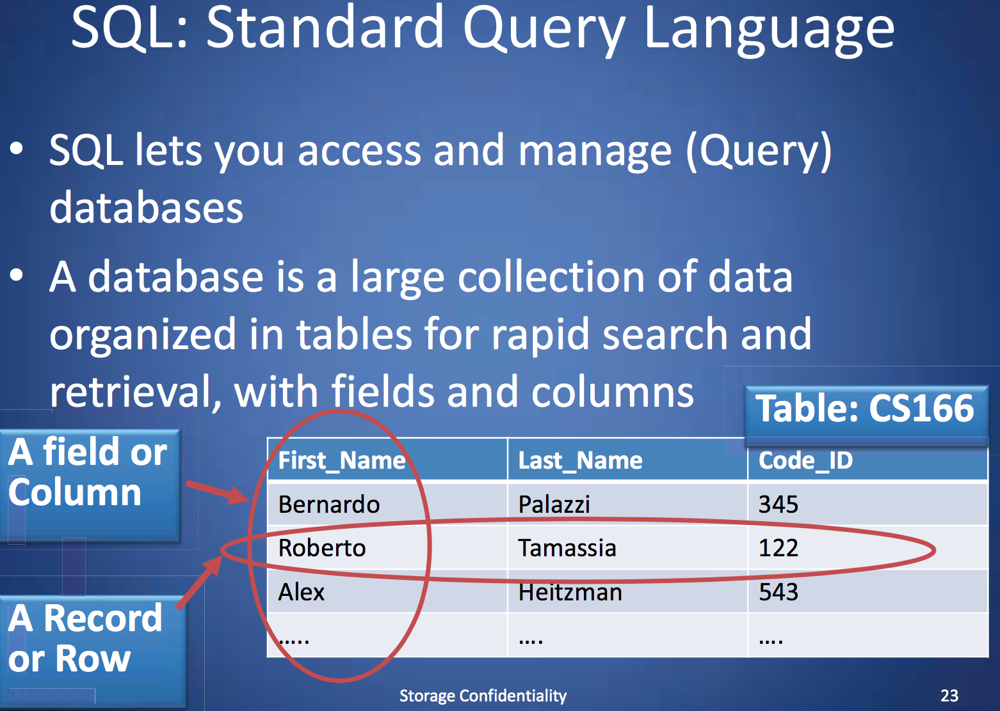 SQL: Standard Query Language
• SQL lets you access and manage (Query)
databases
• A database is a large collection of data
organized in tables for rapid search and
retrieval, with fields and columns
Table: CS166
A field or
Column
First_Name Last_Name Code_ID
Bernardo Palazzi 345
Roberto Tamassia 122
Alex Heitzman 543
..... .... ....
A Record
or Row
Storage Confidentiality
23